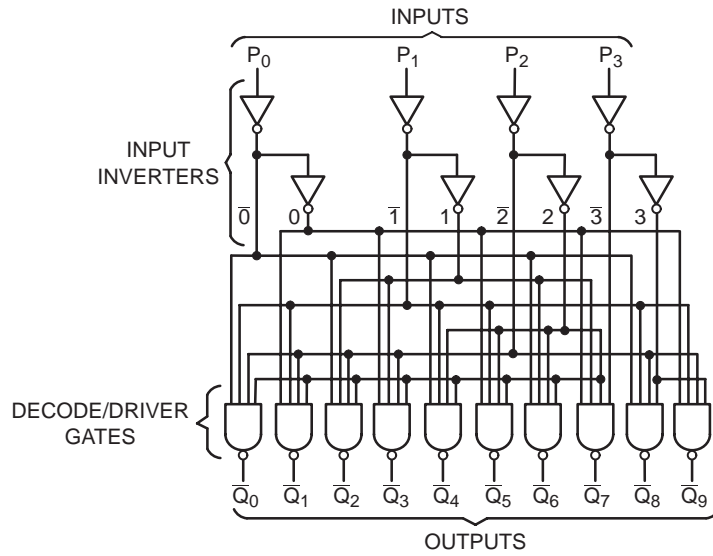 INPUTS
P₀ P₁ P₂ P₃
INPUT
INVERTERS
0̅ 0 1̅ 1 2̅ 2 3̅ 3
DECODE/DRIVER
GATES
Q̅₀ Q̅₁ Q̅₂ Q̅₃ Q̅₄ Q̅₅ Q̅₆ Q̅₇ Q̅₈ Q̅₉
OUTPUTS